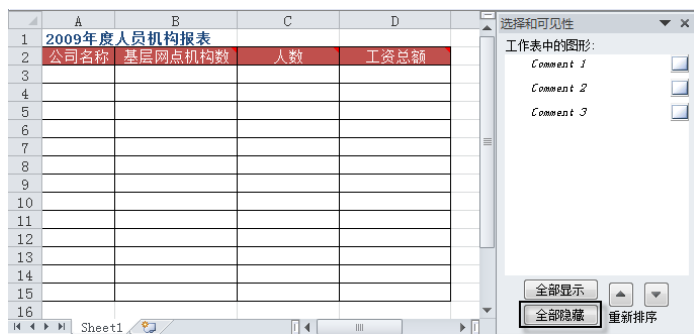 A B C D
1 2009年度人员机构报表
2 公司名称 基层网点机构数 人数 工资总额
3
4
5
6
7
8
9
10
11
12
13
14
15
16
Sheet1
选择和可见性
工作表中的图形:
Comment 1
Comment 2
Comment 3
全部显示
全部隐藏 重新排序